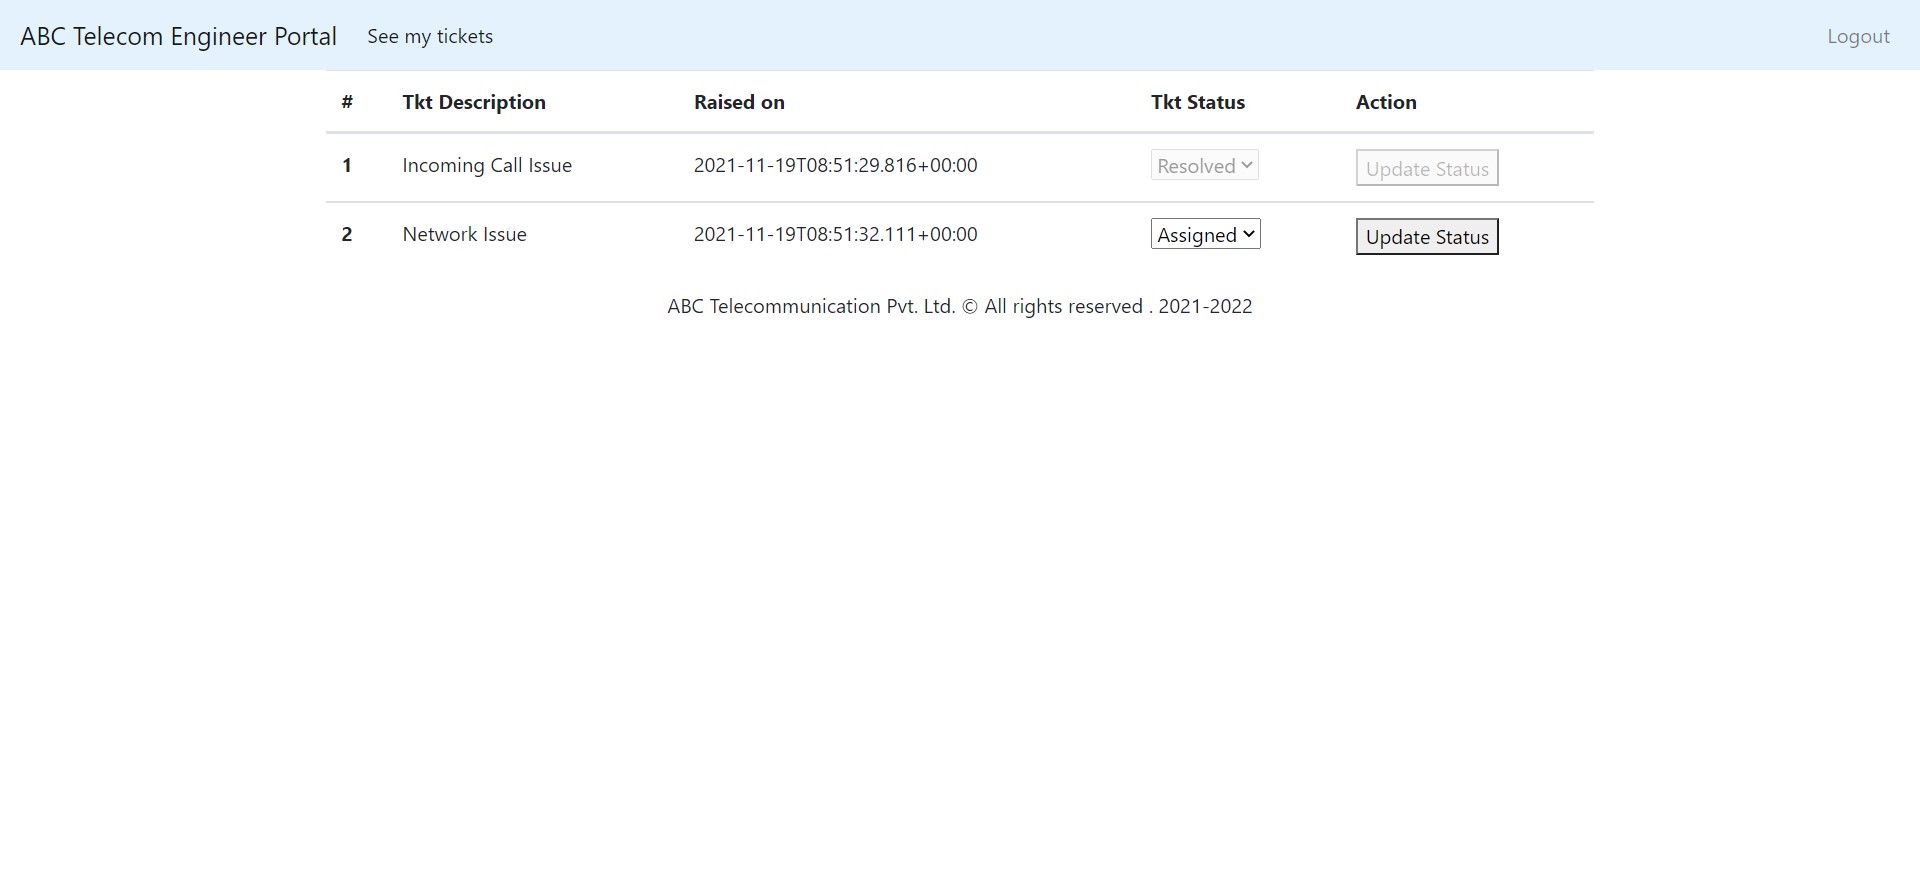 ABC Telecom Engineer Portal See my tickets Logout
# Tkt Description Raised on Tkt Status Action
1 Incoming Call Issue 2021-11-19T08:51:29.816+00:00 Resolved Update Status
2 Network Issue 2021-11-19T08:51:32.111+00:00 Assigned Update Status
ABC Telecommunication Pvt. Ltd. © All rights reserved . 2021-2022